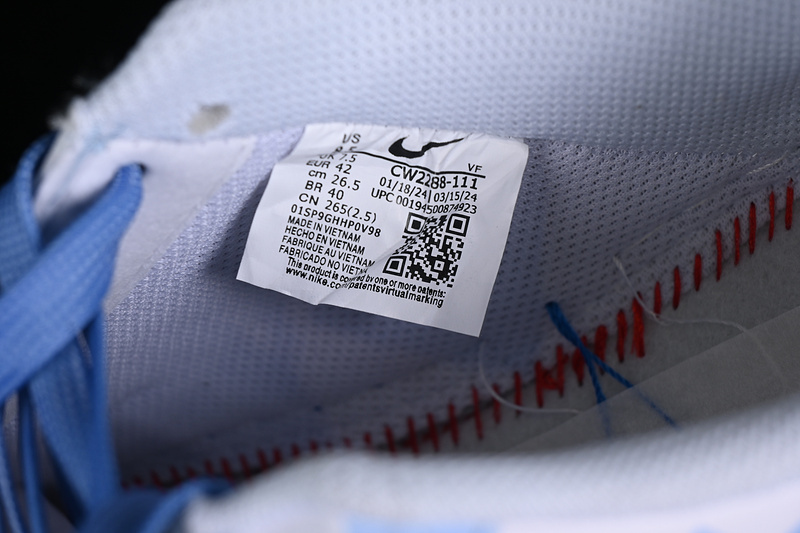 US
UK 7.5
EUR 42
cm 26.5
BR 40
CN 265(2.5)
01SP9GHHP0V98
MADE IN VIETNAM
HECHO EN VIETNAM
FABRIQUE AU VIETNAM
FABRICADO NO VIETNAM
This product is covered by one or more patents:
www.nike.com/patentsvirtualmarking
VF
CW2288-111
01/18/24 03/15/24
UPC 00194500874923